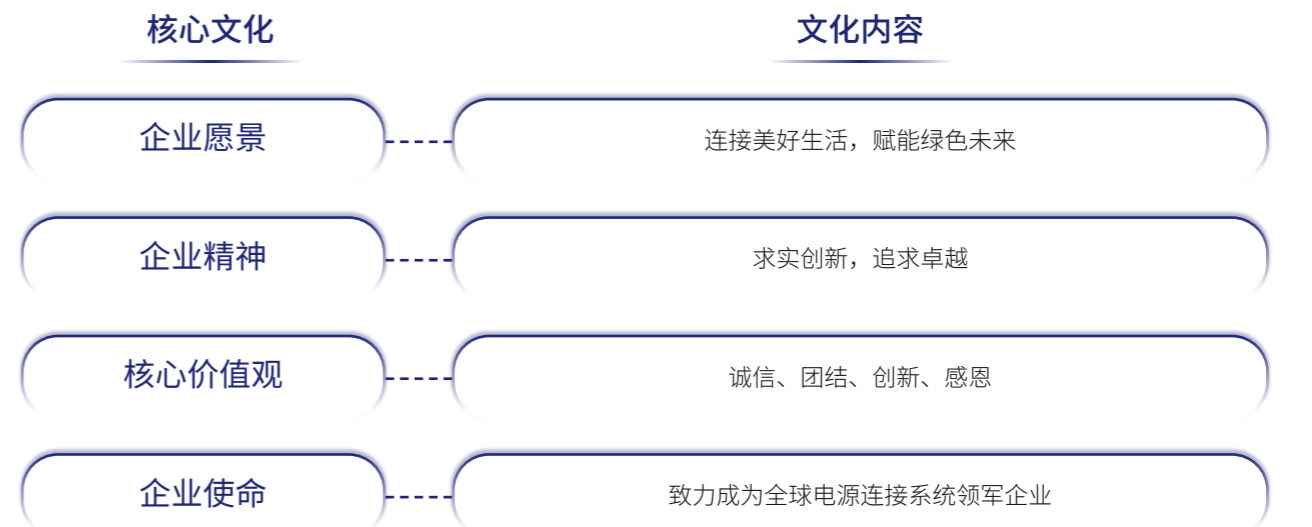 核心文化 文化内容
企业愿景 连接美好生活，赋能绿色未来
企业精神 求实创新，追求卓越
核心价值观 诚信、团结、创新、感恩
企业使命 致力成为全球电源连接系统领军企业